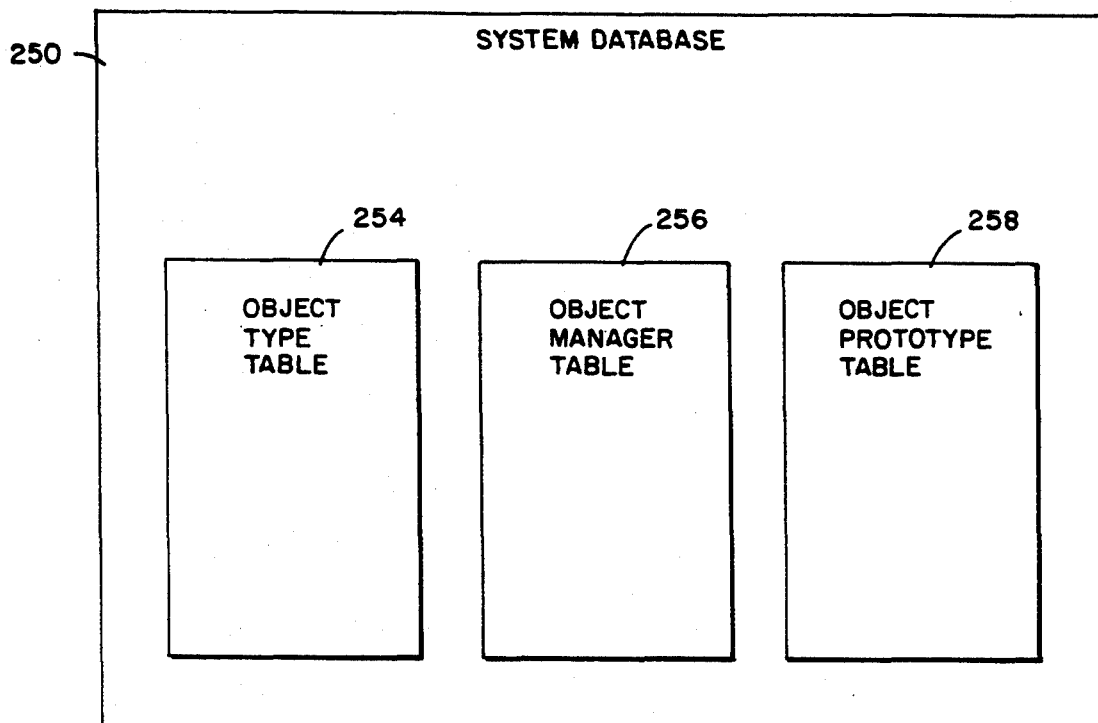 SYSTEM DATABASE
250
254
256
258
OBJECT
TYPE
TABLE
OBJECT
MANAGER
TABLE
OBJECT
PROTOTYPE
TABLE